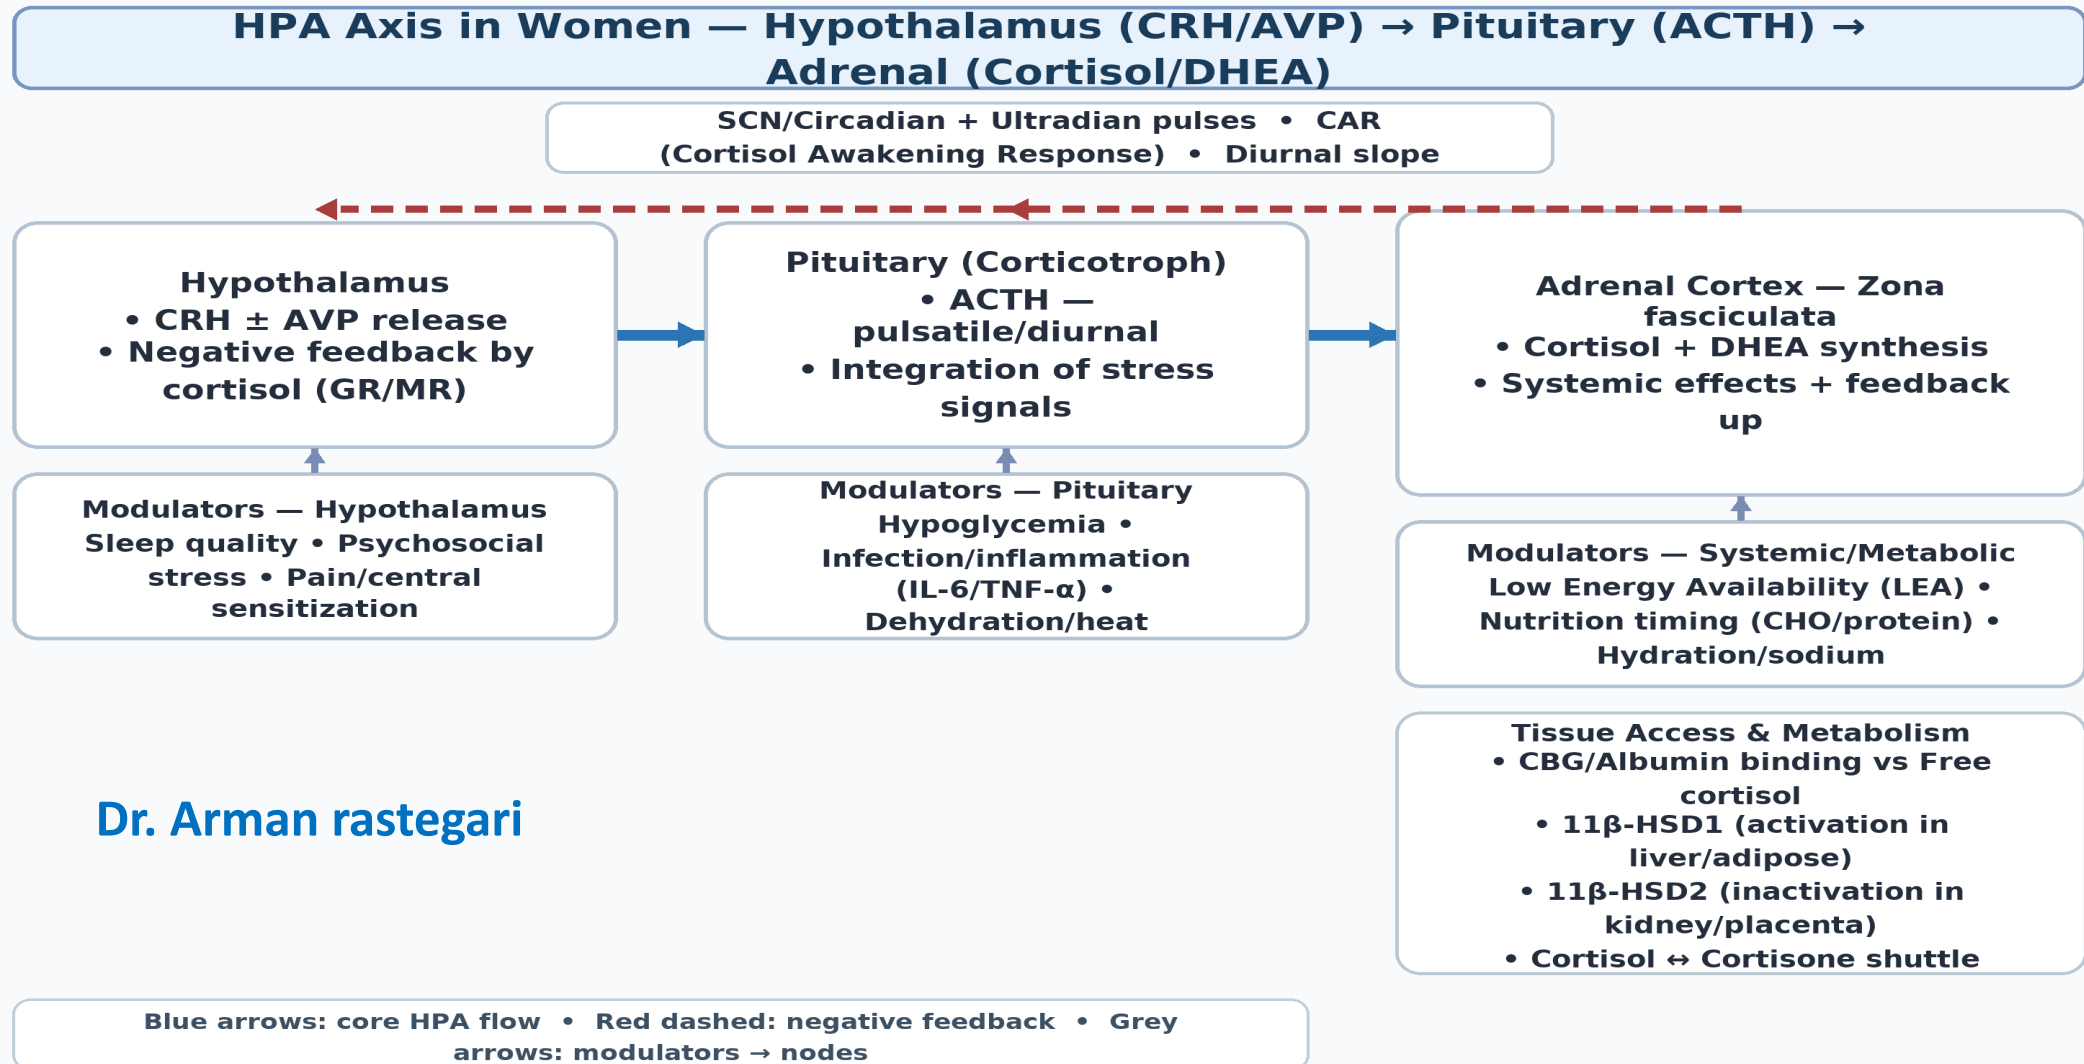 HPA Axis in Women — Hypothalamus (CRH/AVP) → Pituitary (ACTH) →
Adrenal (Cortisol/DHEA)
SCN/Circadian + Ultradian pulses • CAR
(Cortisol Awakening Response) • Diurnal slope
Hypothalamus
• CRH ± AVP release
• Negative feedback by
cortisol (GR/MR)
Pituitary (Corticotroph)
• ACTH —
pulsatile/diurnal
• Integration of stress
signals
Adrenal Cortex — Zona
fasciculata
• Cortisol + DHEA synthesis
• Systemic effects + feedback
up
Modulators — Hypothalamus
Sleep quality • Psychosocial
stress • Pain/central
sensitization
Modulators — Pituitary
Hypoglycemia •
Infection/inflammation
(IL-6/TNF-α) •
Dehydration/heat
Modulators — Systemic/Metabolic
Low Energy Availability (LEA) •
Nutrition timing (CHO/protein) •
Hydration/sodium
Tissue Access & Metabolism
• CBG/Albumin binding vs Free
cortisol
• 11β-HSD1 (activation in
liver/adipose)
• 11β-HSD2 (inactivation in
kidney/placenta)
• Cortisol ↔ Cortisone shuttle
Dr. Arman rastegari
Blue arrows: core HPA flow • Red dashed: negative feedback • Grey
arrows: modulators → nodes